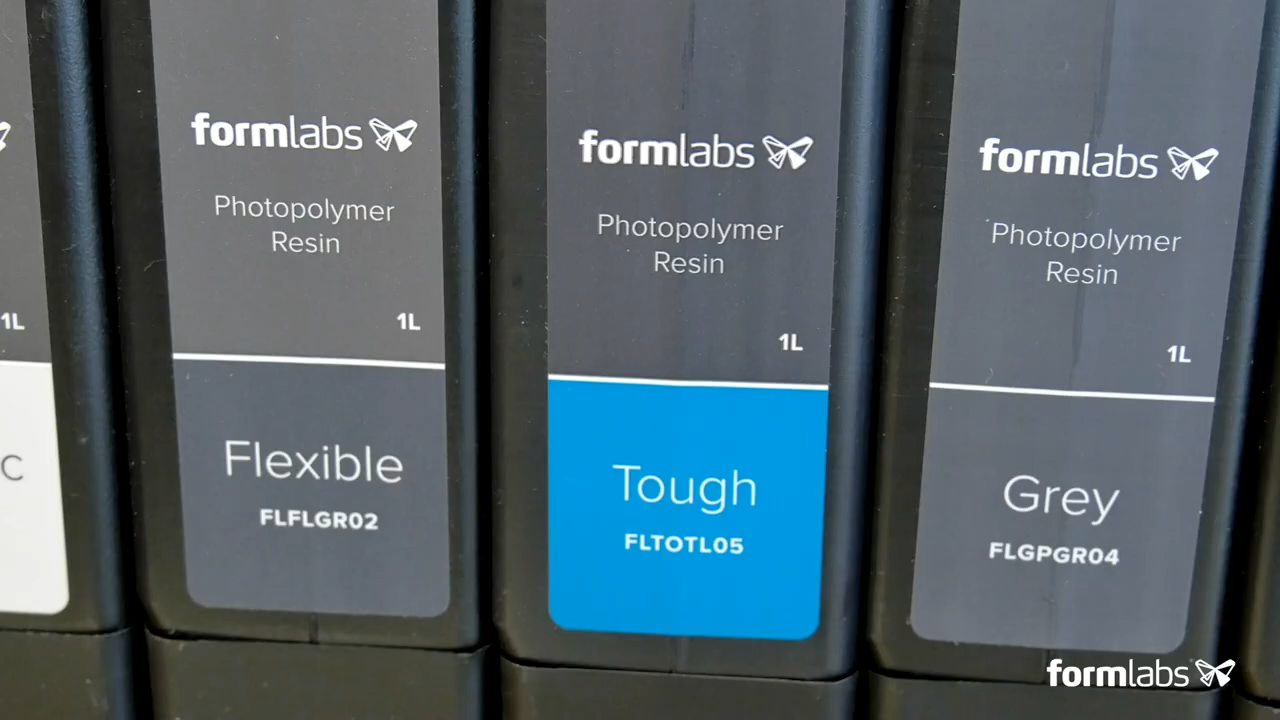 1L
c
formlabs
Photopolymer
Resin
1L
Flexible
FLFLGR02
formlabs
Photopolymer
Resin
1L
Tough
FLTOTL05
formlabs
Photopolymer
Resin
1L
Grey
FLGPGR04
formlabs